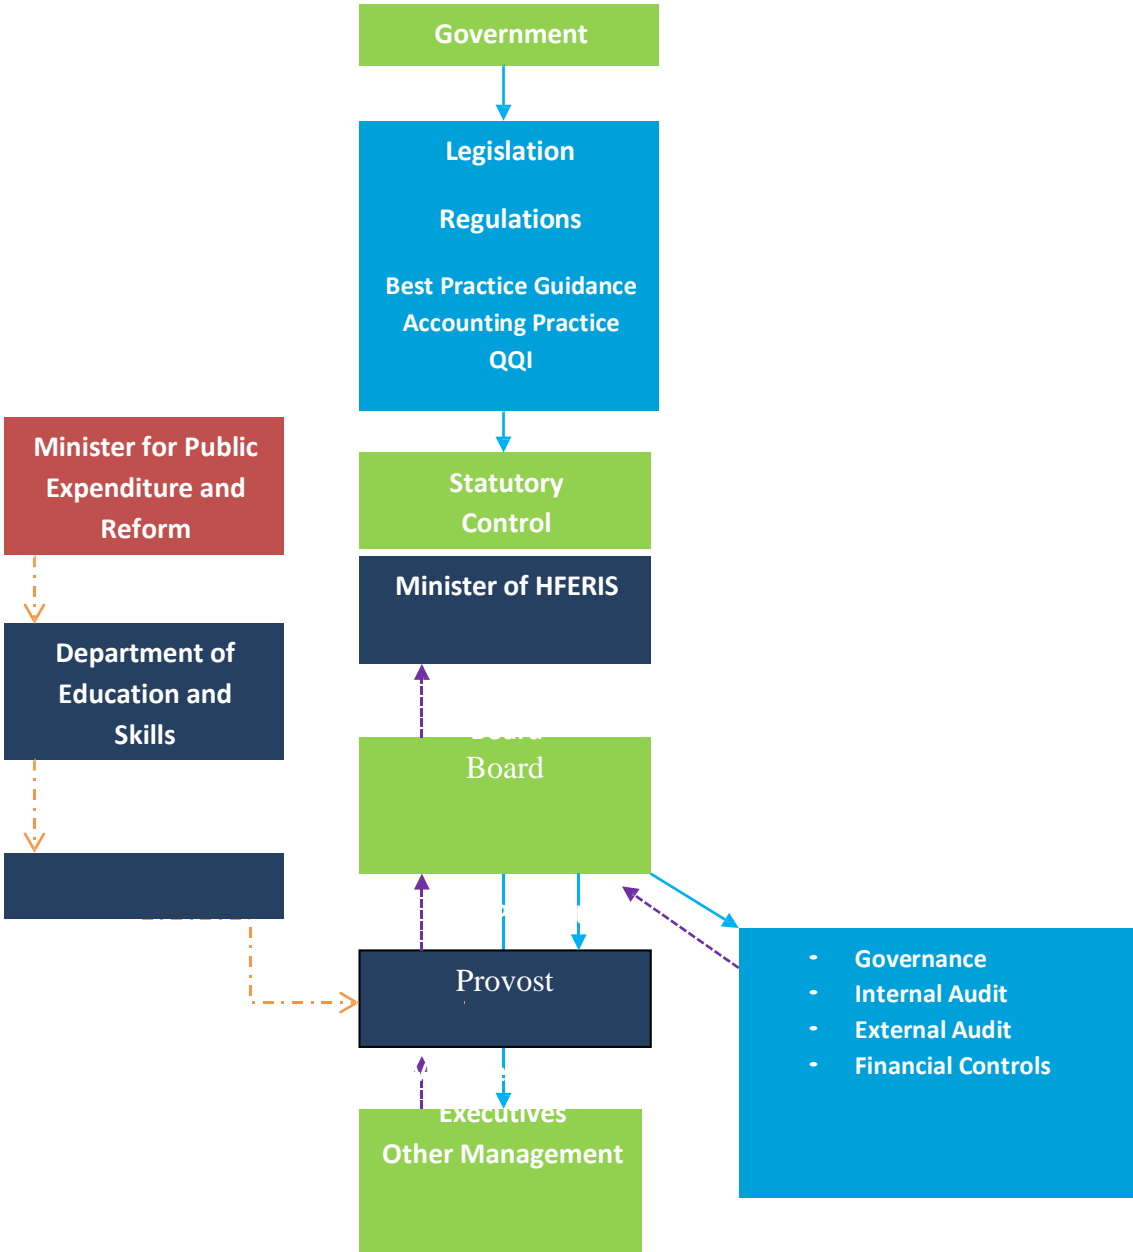 Government
Legislation
Regulations
Best Practice Guidance
Accounting Practice
QQI
Minister for Public
Expenditure and
Reform
Statutory
Control
Minister of HFERIS
Department of
Education and
Skills
Board
Board
Provost
Governance
Internal Audit
External Audit
Financial Controls
Executives
Other Management